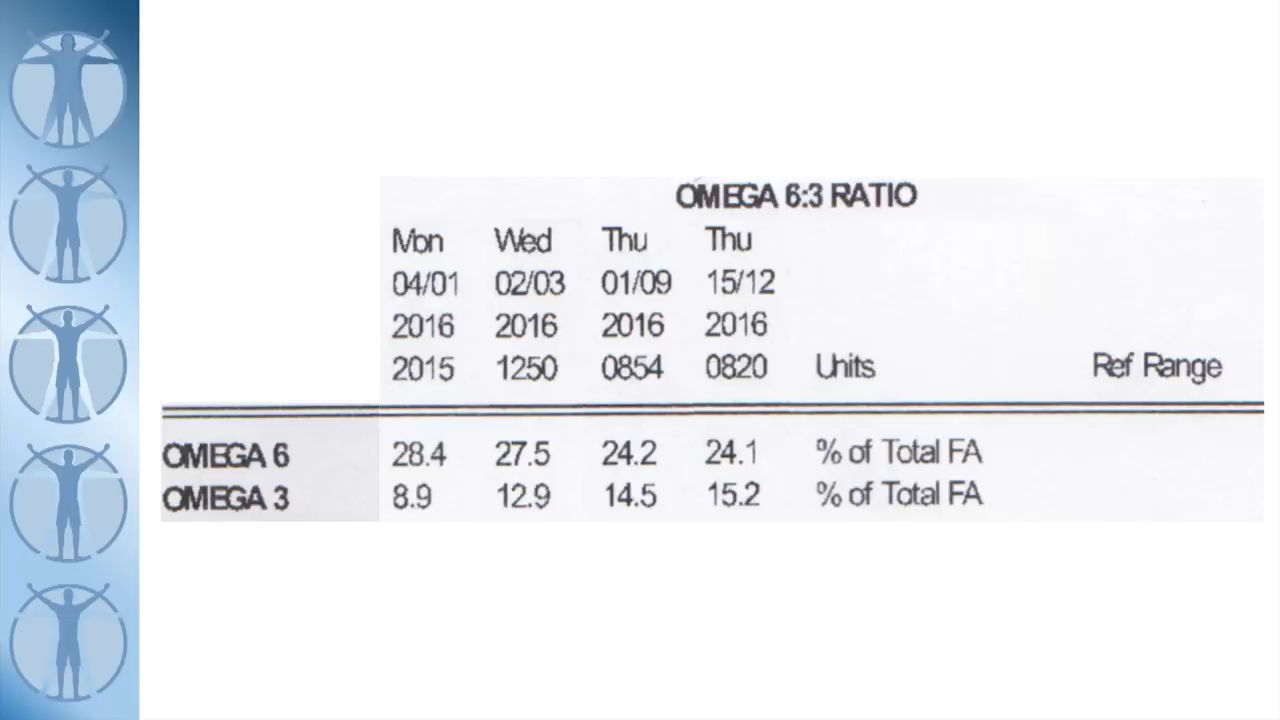 OMEGA 6:3 RATIO
Mon Wed Thu Thu
04/01 02/03 01/09 15/12
2016 2016 2016 2016
2015 1250 0854 0820 Units Ref Range
OMEGA 6 28.4 27.5 24.2 24.1 % of Total FA
OMEGA 3 8.9 12.9 14.5 15.2 % of Total FA